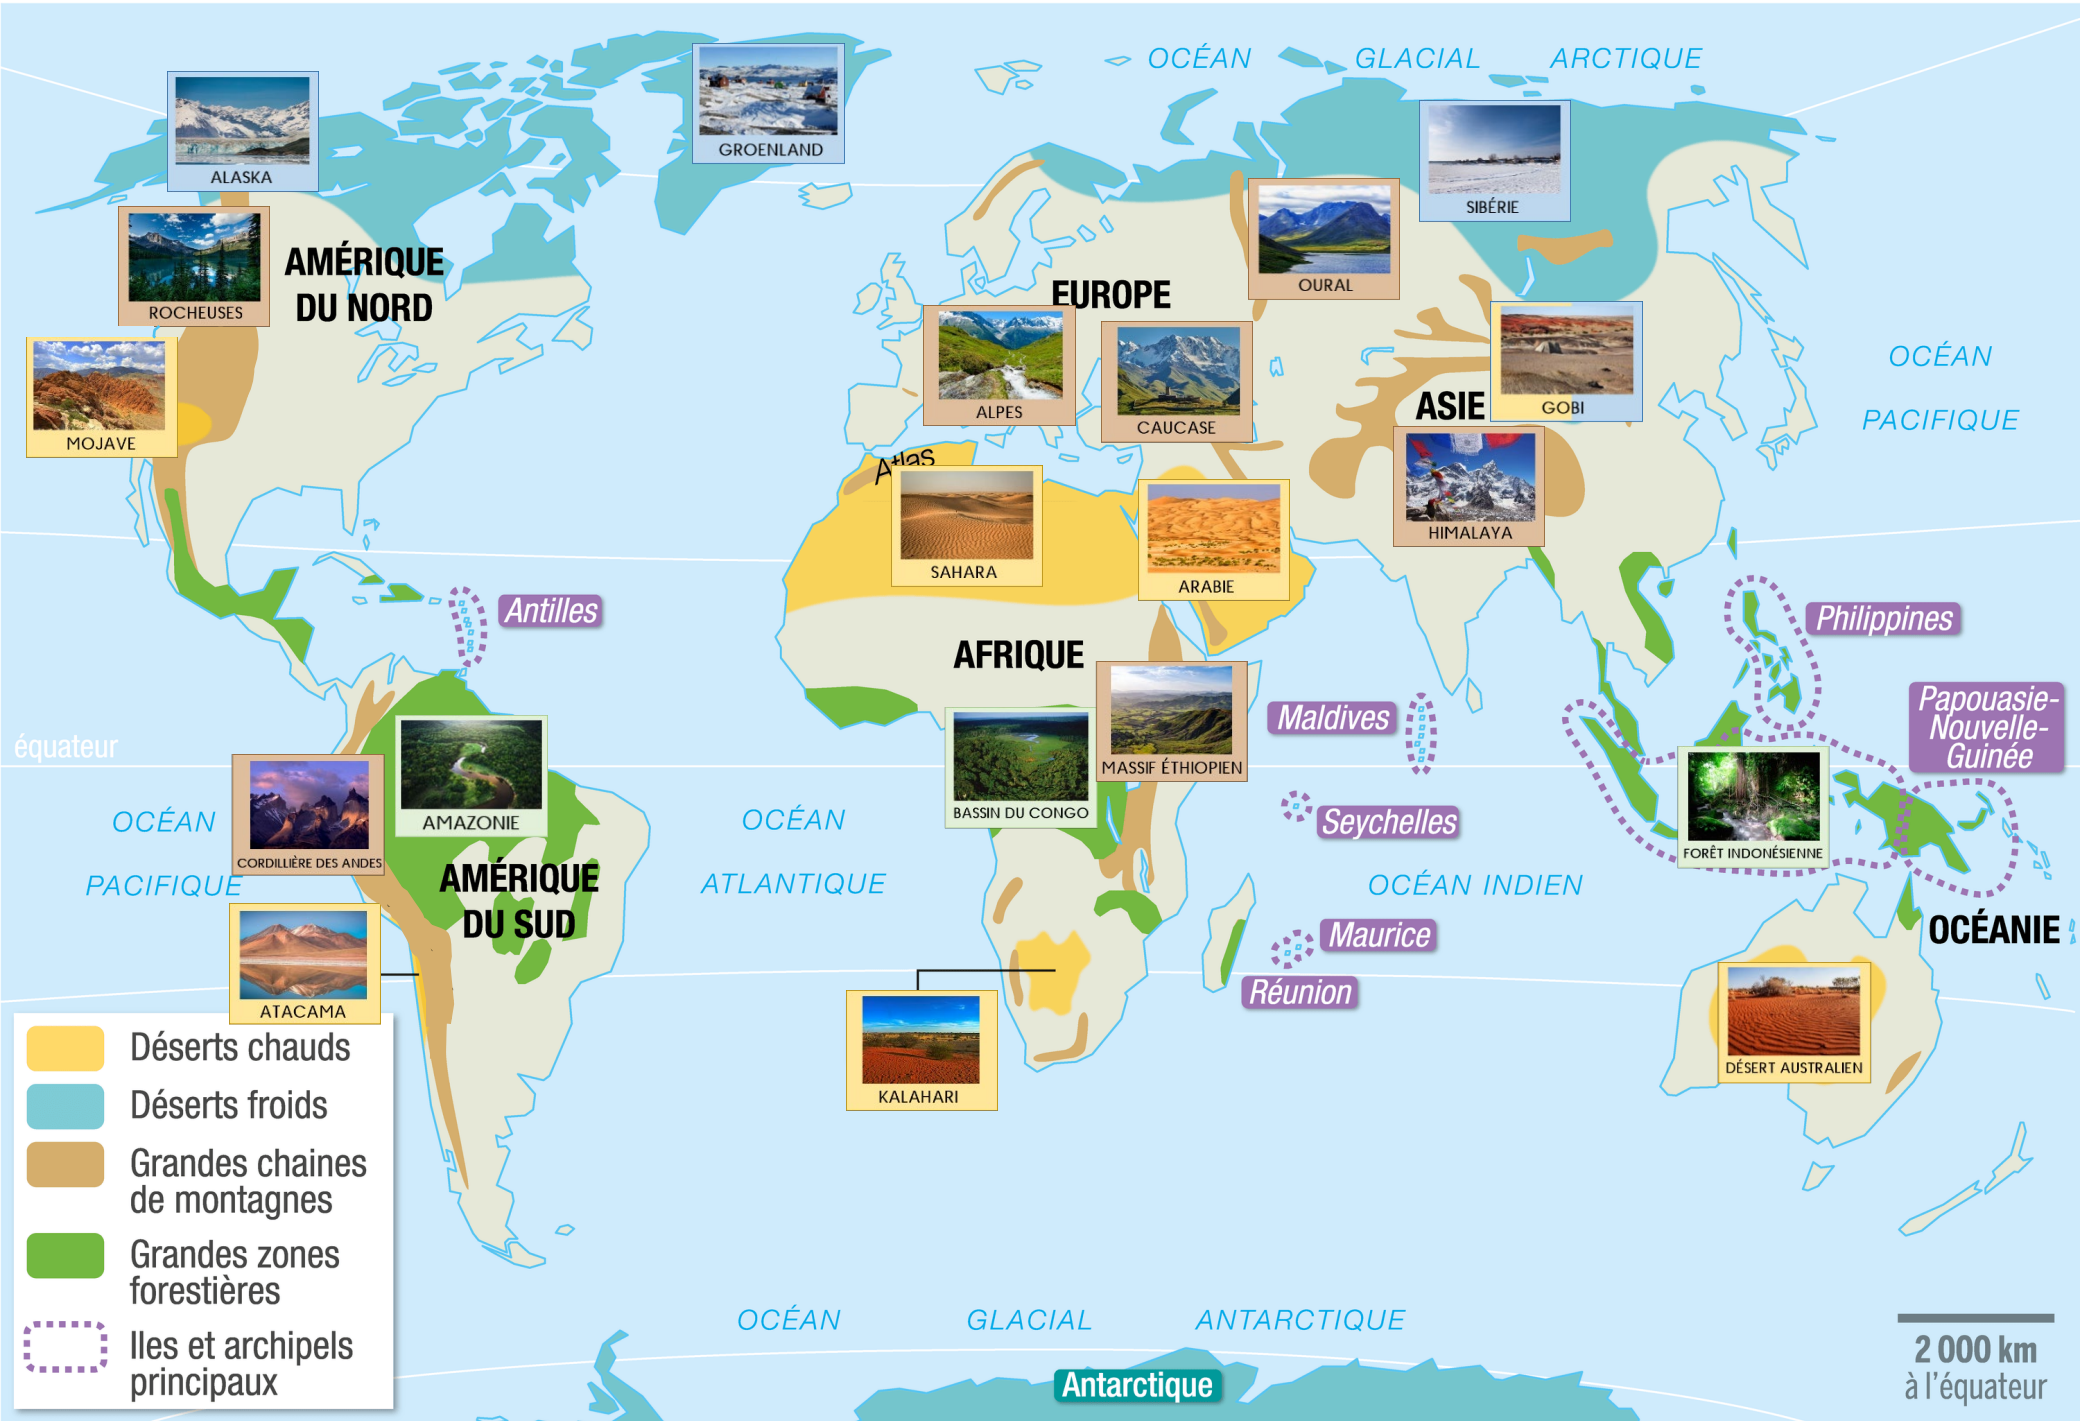 OCÉAN GLACIAL ARCTIQUE
GROENLAND
ALASKA
SIBÉRIE
AMÉRIQUE
DU NORD
ROCHEUSES
OURAL
EUROPE
OCÉAN
PACIFIQUE
MOJAVE
ALPES
CAUCASE
ASIE
GOBI
Atlas
SAHARA
ARABIE
HIMALAYA
Antilles
AFRIQUE
Philippines
Maldives
Papouasie-
Nouvelle-
Guinée
équateur
MASSIF ÉTHIOPIEN
BASSIN DU CONGO
AMAZONIE
CORDILLIÈRE DES ANDES
OCÉAN
PACIFIQUE
OCÉAN
ATLANTIQUE
Seychelles
FORÊT INDONÉSIENNE
AMÉRIQUE
DU SUD
OCÉAN INDIEN
Maurice
OCÉANIE
Réunion
ATACAMA
KALAHARI
DÉSERT AUSTRALIEN
Déserts chauds
Déserts froids
Grandes chaines
de montagnes
Grandes zones
forestières
Iles et archipels
principaux
OCÉAN GLACIAL ANTARCTIQUE
Antarctique
2 000 km
à l'équateur